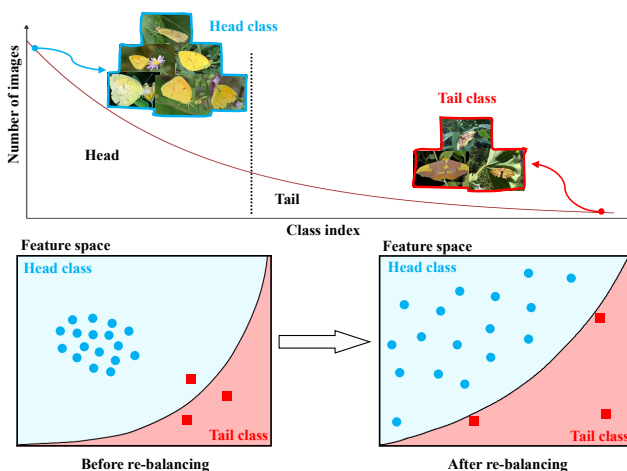 Head class
Number of images
Tail class
Head
Tail
Class index
Feature space
Head class
Tail class
Before re-balancing
Feature space
Head class
Tail class
After re-balancing